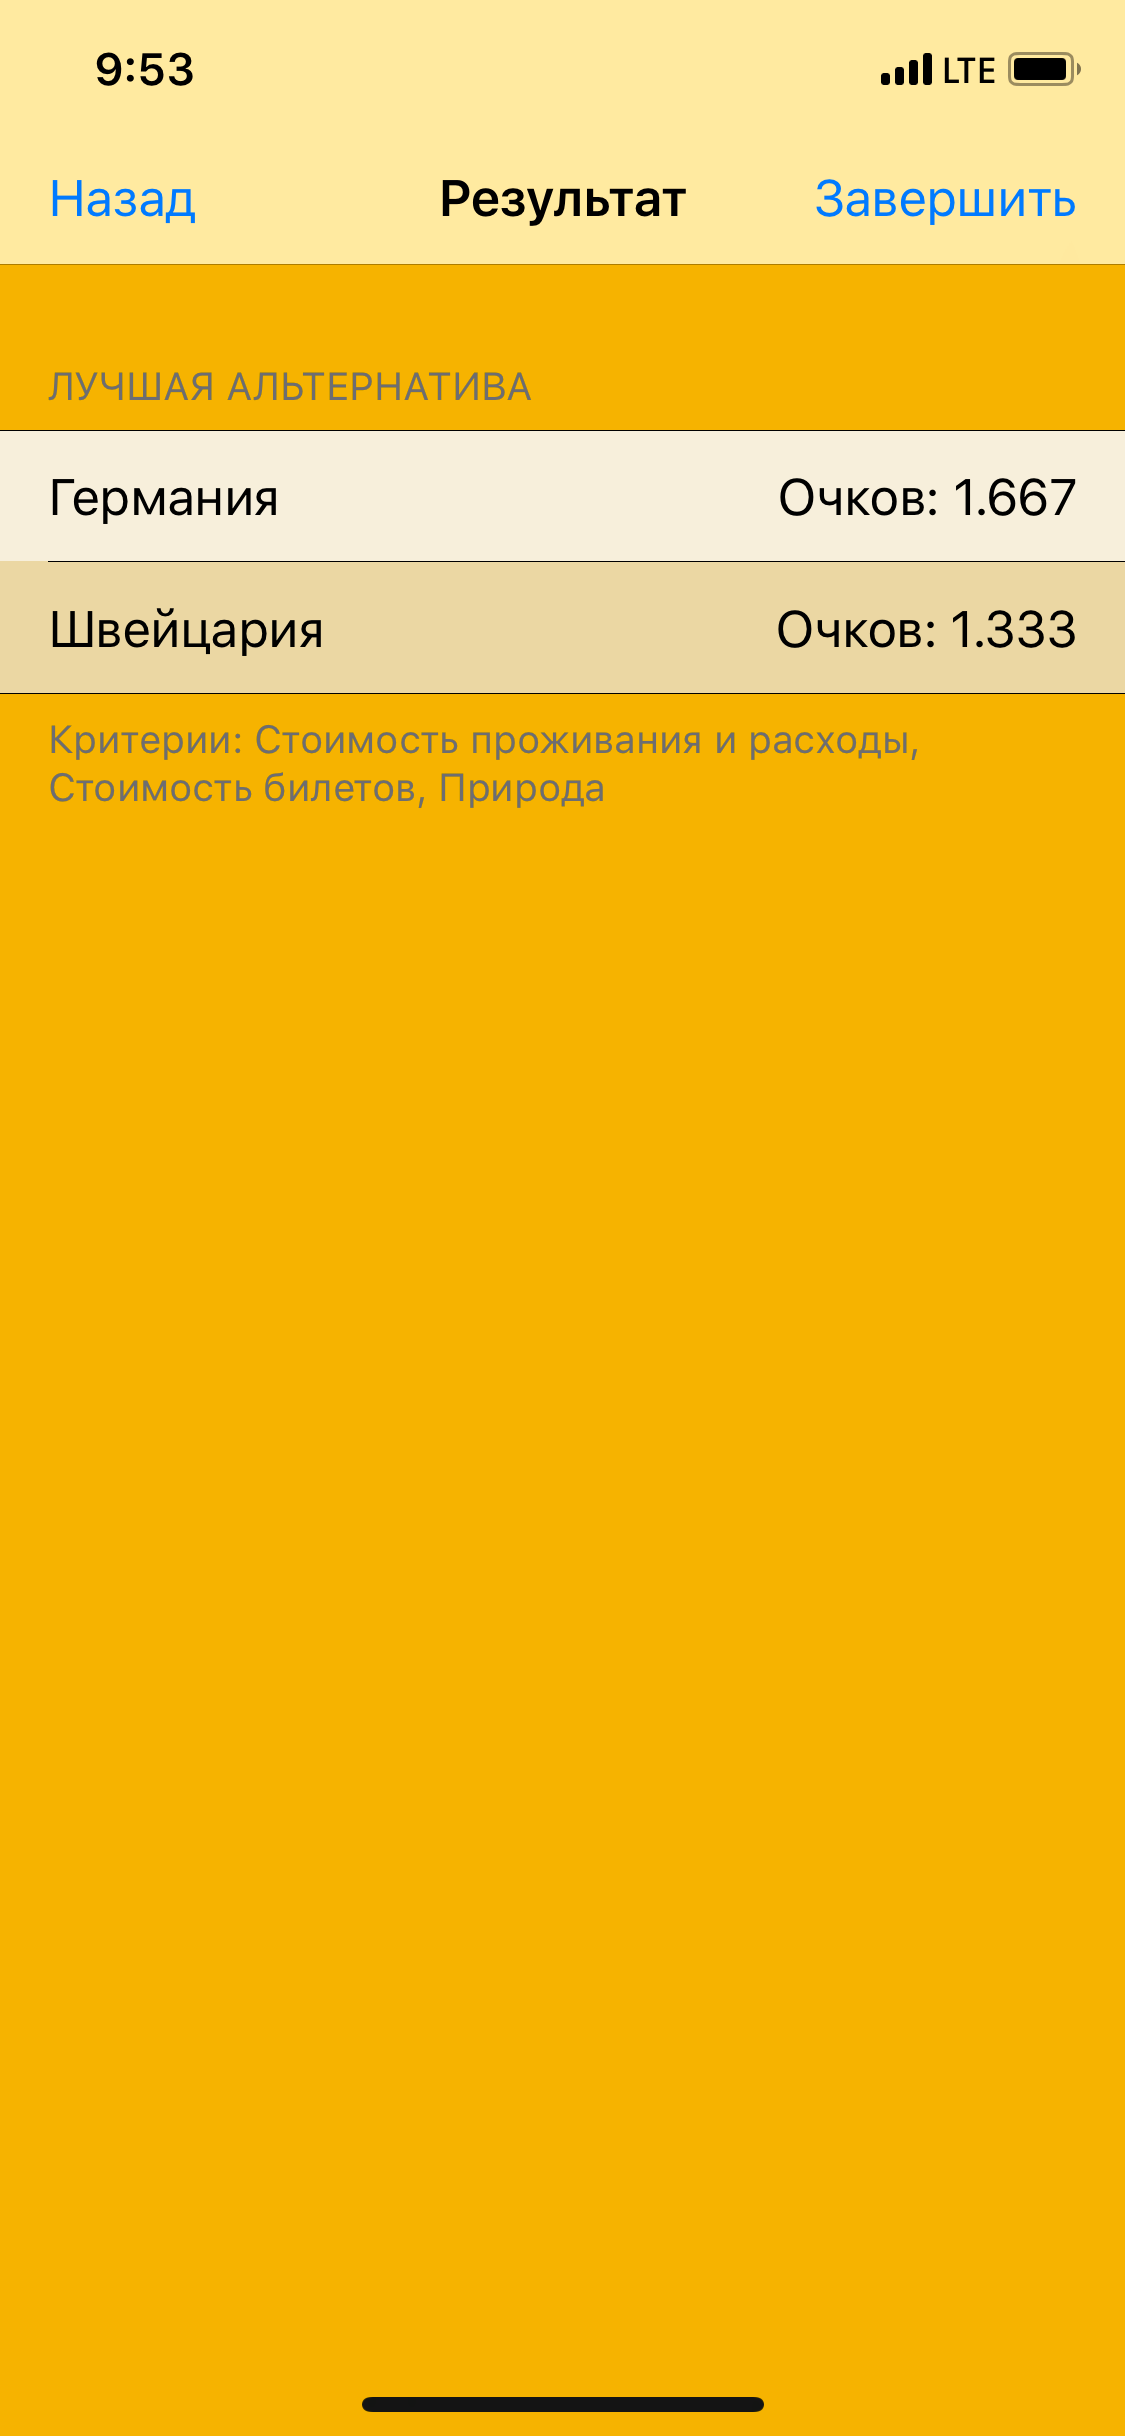 9:53 LTE
Назад Результат Завершить
ЛУЧШАЯ АЛЬТЕРНАТИВА
Германия Очков: 1.667
Швейцария Очков: 1.333
Критерии: Стоимость проживания и расходы,
Стоимость билетов, Природа